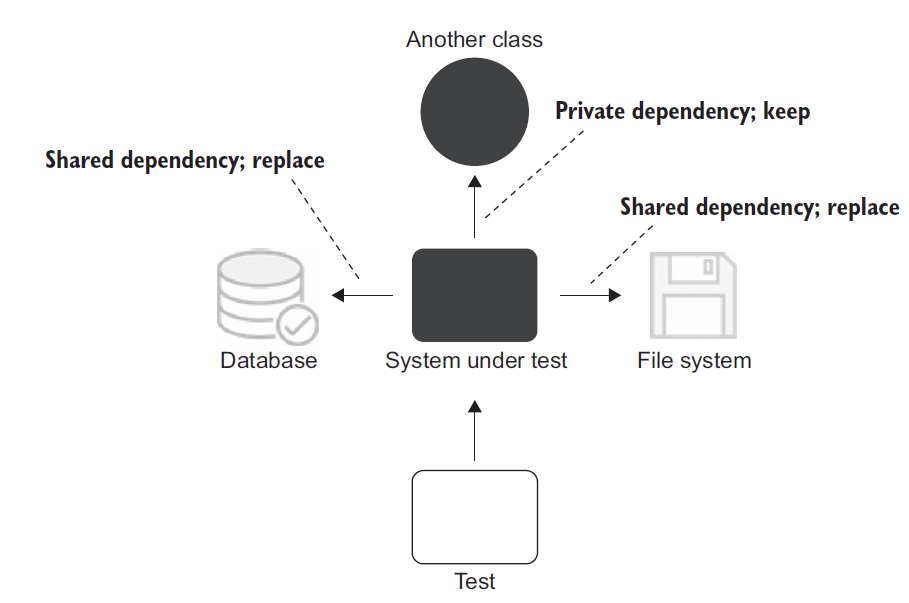 Another class
Private dependency; keep
Shared dependency; replace
Shared dependency; replace
Database
System under test
File system
Test